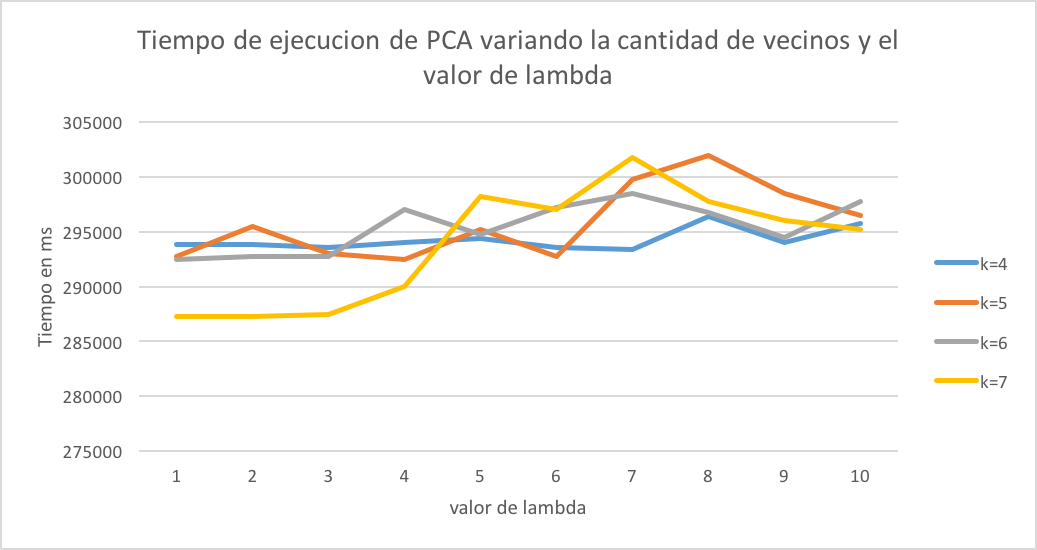 Tiempo de ejecucion de PCA variando la cantidad de vecinos y el
valor de lambda
Tiempo en ms
305000
300000
295000
290000
285000
280000
275000
1 2 3 4 5 6 7 8 9 10
valor de lambda
k=4
k=5
k=6
k=7